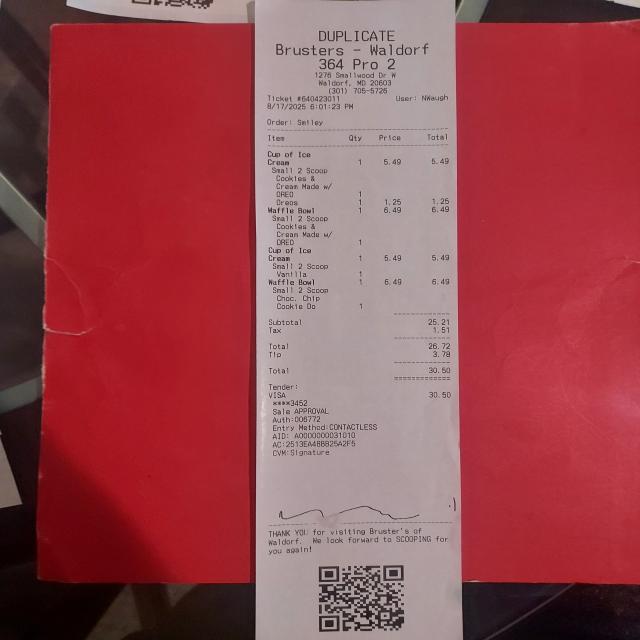 DUPLICATE
Brusters - Waldorf
364 Pro 2
1276 Smallwood Dr W
Waldorf, MD 20603
(301) 705-5726
Ticket #640423011 User: NWaugh
8/17/2025 6:01:23 PM
Order: Smiley
Item Qty Price Total
Cup of Ice
Cream 1 5.49 5.49
Small 2 Scoop
Cookies &
Cream Made w/
OREO 1
Oreos 1 1.25 1.25
Waffle Bowl 1 6.49 6.49
Small 2 Scoop
Cookies &
Cream Made w/
OREO 1
Cup of Ice
Cream 1 5.49 5.49
Small 2 Scoop
Vanilla 1
Waffle Bowl 1 6.49 6.49
Small 2 Scoop
Choc. Chip
Cookie Do 1
Subtotal 25.21
Tax 1.51
Total 26.72
Tip 3.78
Total 30.50
Tender:
VISA 30.50
****3452
Sale APPROVAL
Auth:006772
Entry Method:CONTACTLESS
AID: A0000000031010
AC:2513EA48BB25A2F5
CVM:Signature
THANK YOU for visiting Bruster's of
Waldorf. We look forward to SCOOPING for
you again!